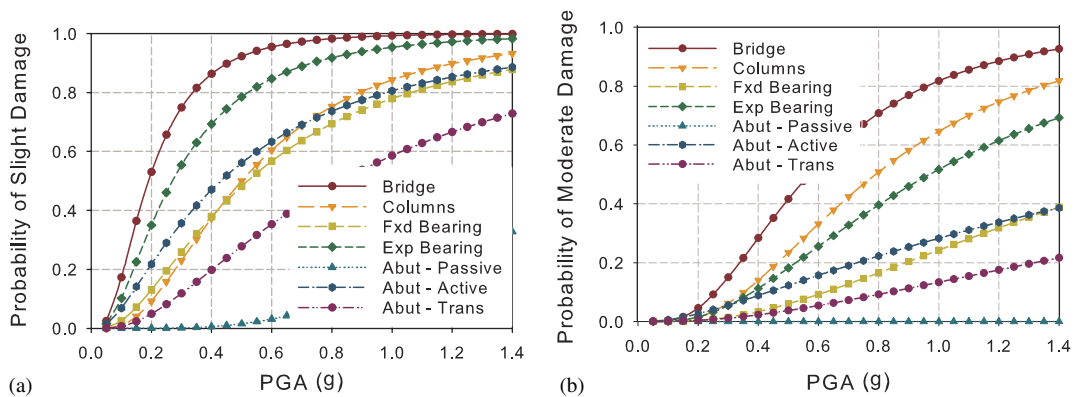 Probability of Slight Damage
1.0
0.8
0.6
0.4
0.2
0.0
Bridge
Columns
Fxd Bearing
Exp Bearing
Abut - Passive
Abut - Active
Abut - Trans
0.0 0.2 0.4 0.6 0.8 1.0 1.2 1.4
PGA (g)
(a)
Probability of Moderate Damage
1.0
0.8
0.6
0.4
0.2
0.0
Bridge
Columns
Fxd Bearing
Exp Bearing
Abut - Passive
Abut - Active
Abut - Trans
0.0 0.2 0.4 0.6 0.8 1.0 1.2 1.4
PGA (g)
(b)